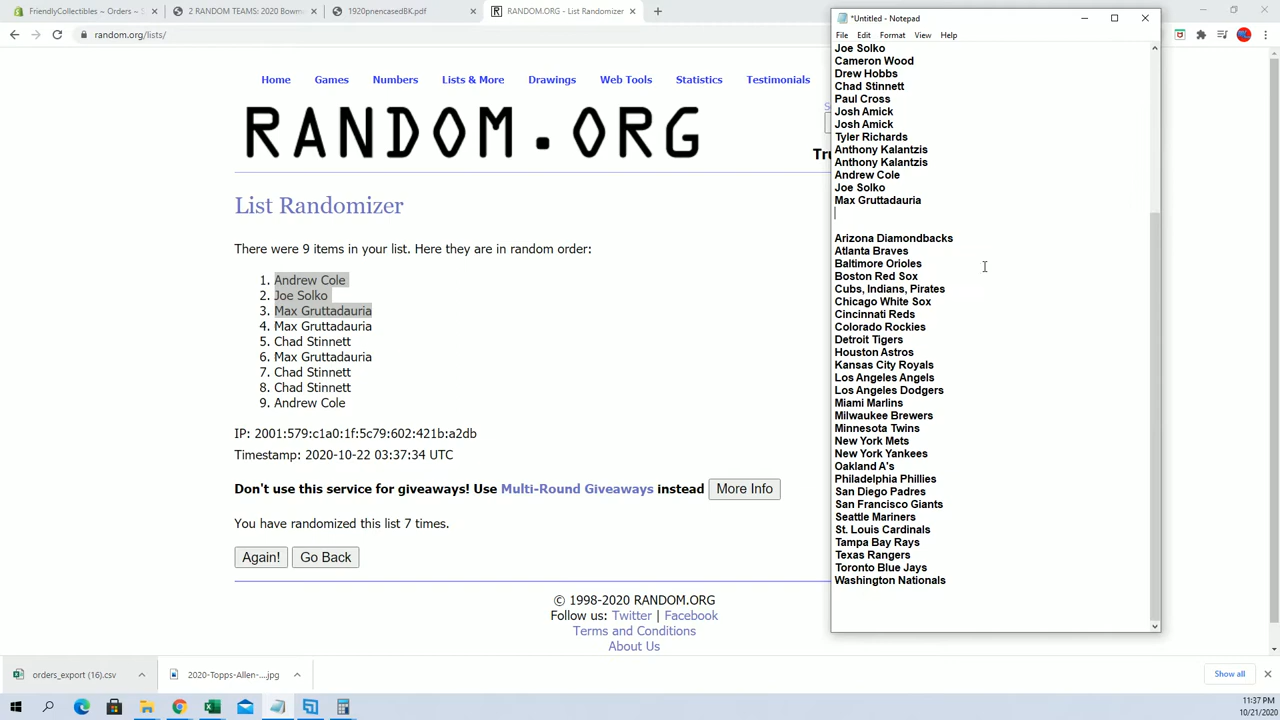 FriendlyCollectibles ~ Orders ~ S
2 RANDOM TEAMS: 2020 Bowm
1920pnencasedBK.pdf
RANDOM.ORG - List Randomizer
random.org/lists/
Home
Games
Numbers
Lists & More
Drawings
Web Tools
Statistics
Testimonials
RANDOM.ORG
List Randomizer
There were 9 items in your list. Here they are in random order:
1. Andrew Cole
2. Joe Solko
3. Max Gruttadauria
4. Max Gruttadauria
5. Chad Stinnett
6. Max Gruttadauria
7. Chad Stinnett
8. Chad Stinnett
9. Andrew Cole
IP: 2001:579:c1a0:1f:5c79:602:421b:a2db
Timestamp: 2020-10-22 03:37:34 UTC
Don't use this service for giveaways! Use Multi-Round Giveaways instead
More Info
You have randomized this list 7 times.
Again!
Go Back
© 1998-2020 RANDOM.ORG
Follow us: Twitter | Facebook
Terms and Conditions
About Us
*Untitled - Notepad
File
Edit
Format
View
Help
Joe Solko
Cameron Wood
Drew Hobbs
Chad Stinnett
Paul Cross
Josh Amick
Josh Amick
Tyler Richards
Anthony Kalantzis
Anthony Kalantzis
Andrew Cole
Joe Solko
Max Gruttadauria
Arizona Diamondbacks
Atlanta Braves
Baltimore Orioles
Boston Red Sox
Cubs, Indians, Pirates
Chicago White Sox
Cincinnati Reds
Colorado Rockies
Detroit Tigers
Houston Astros
Kansas City Royals
Los Angeles Angels
Los Angeles Dodgers
Miami Marlins
Milwaukee Brewers
Minnesota Twins
New York Mets
New York Yankees
Oakland A's
Philadelphia Phillies
San Diego Padres
San Francisco Giants
Seattle Mariners
St. Louis Cardinals
Tampa Bay Rays
Texas Rangers
Toronto Blue Jays
Washington Nationals
orders_export (16).csv
2020-Topps-Allen-...jpg
Show all
11:37 PM
10/21/2020